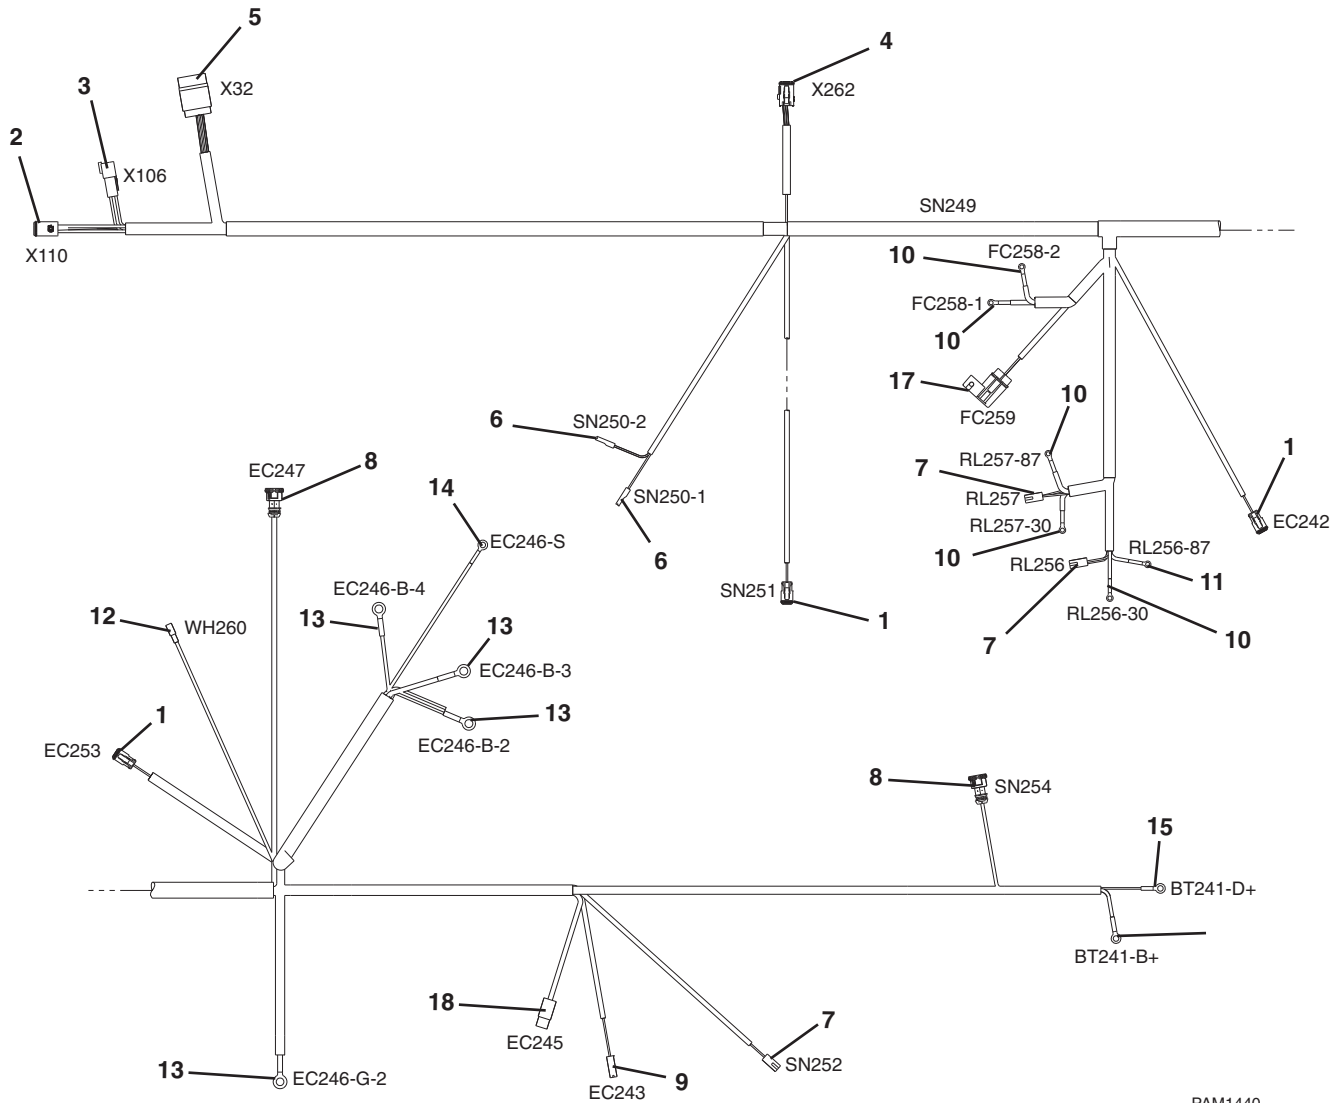 5
4
X32
X262
3
2
X106
SN249
X110
10
FC258-2
FC258-1
10
17
FC259
10
6
SN250-2
RL257-87
1
EC247
8
7
14
SN250-1
RL257
EC242
RL257-30
EC246-S
6
10
RL256
RL256-87
11
EC246-B-4
SN251
RL256-30
12
WH260
13
13
1
7
10
EC246-B-3
1
13
EC253
EC246-B-2
8
SN254
15
BT241-D+
BT241-B+
18
7
EC245
SN252
13
EC246-G-2
9
EC243
PAM1440